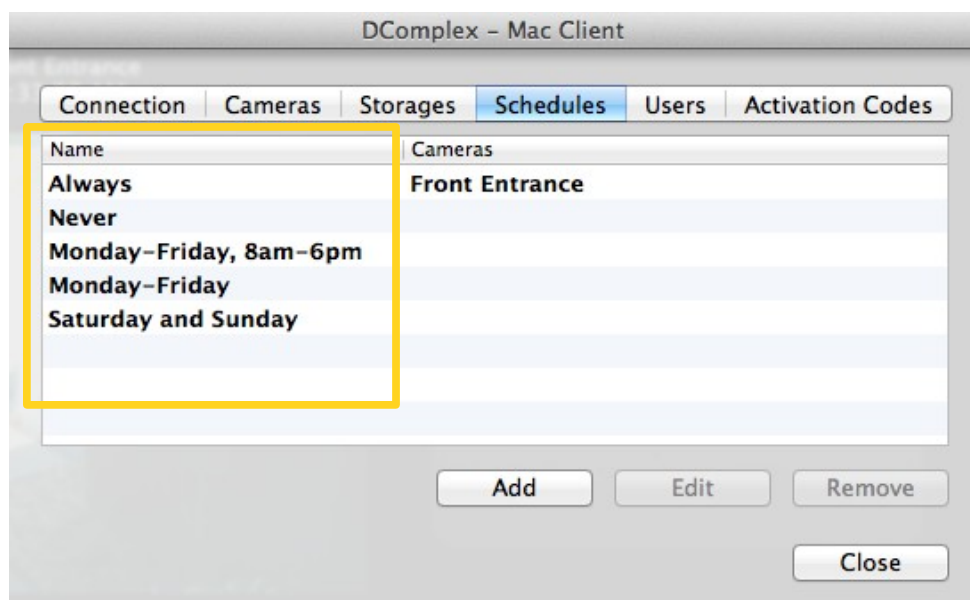 DComplex – Mac Client
Connection Cameras Storages Schedules Users Activation Codes
Name Cameras
Always Front Entrance
Never
Monday–Friday, 8am–6pm
Monday–Friday
Saturday and Sunday
Add Edit Remove
Close